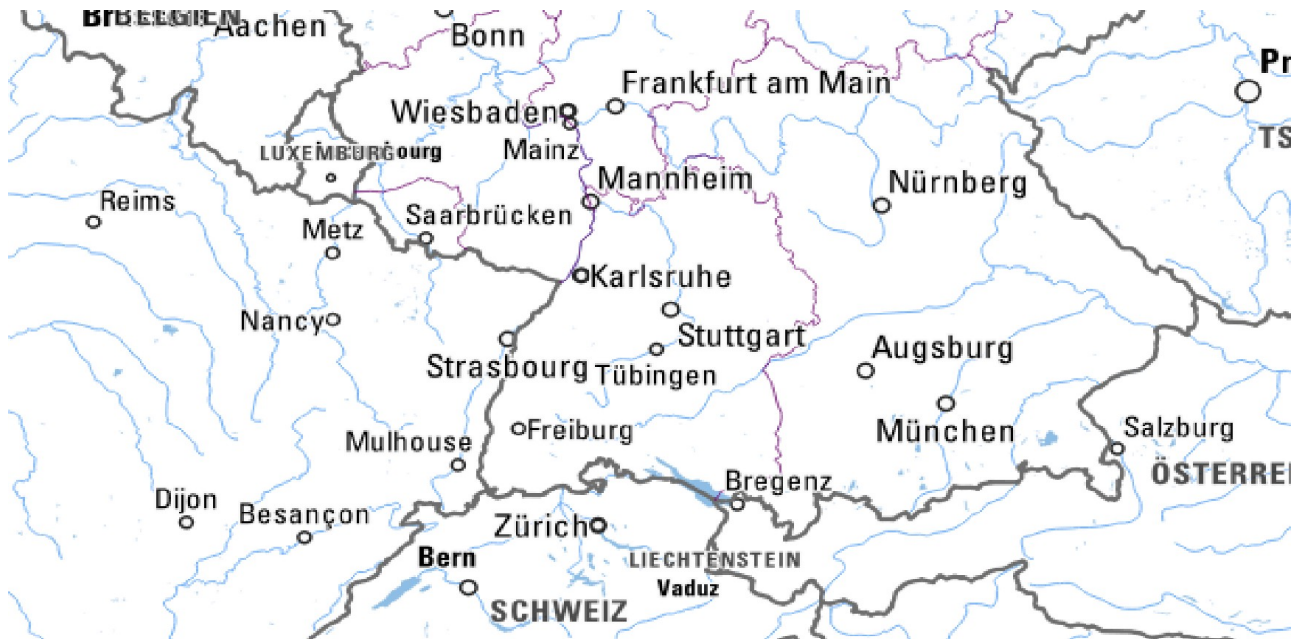 BELGIEN
Aachen
Bonn
Frankfurt am Main
Wiesbaden
Mainz
LUXEMBURG
Mannheim
Nürnberg
Reims
Saarbrücken
Metz
Karlsruhe
Nancy
Stuttgart
Strasbourg
Tübingen
Augsburg
Freiburg
München
Mulhouse
Salzburg
Bregenz
Dijon
Besançon
Zürich
Bern
LIECHTENSTEIN
Vaduz
SCHWEIZ